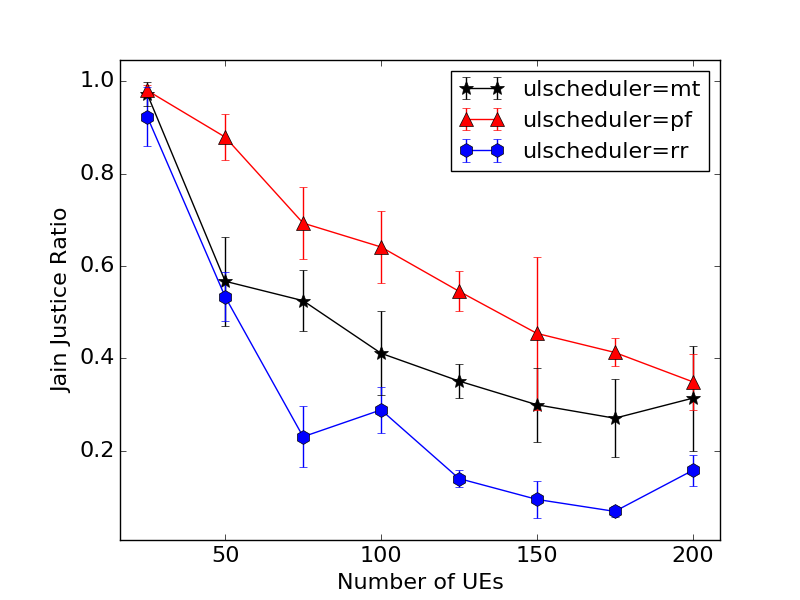 1.0
0.8
0.6
0.4
0.2
50
100
150
200
Number of UEs
Jain Justice Ratio
ulscheduler=mt
ulscheduler=pf
ulscheduler=rr